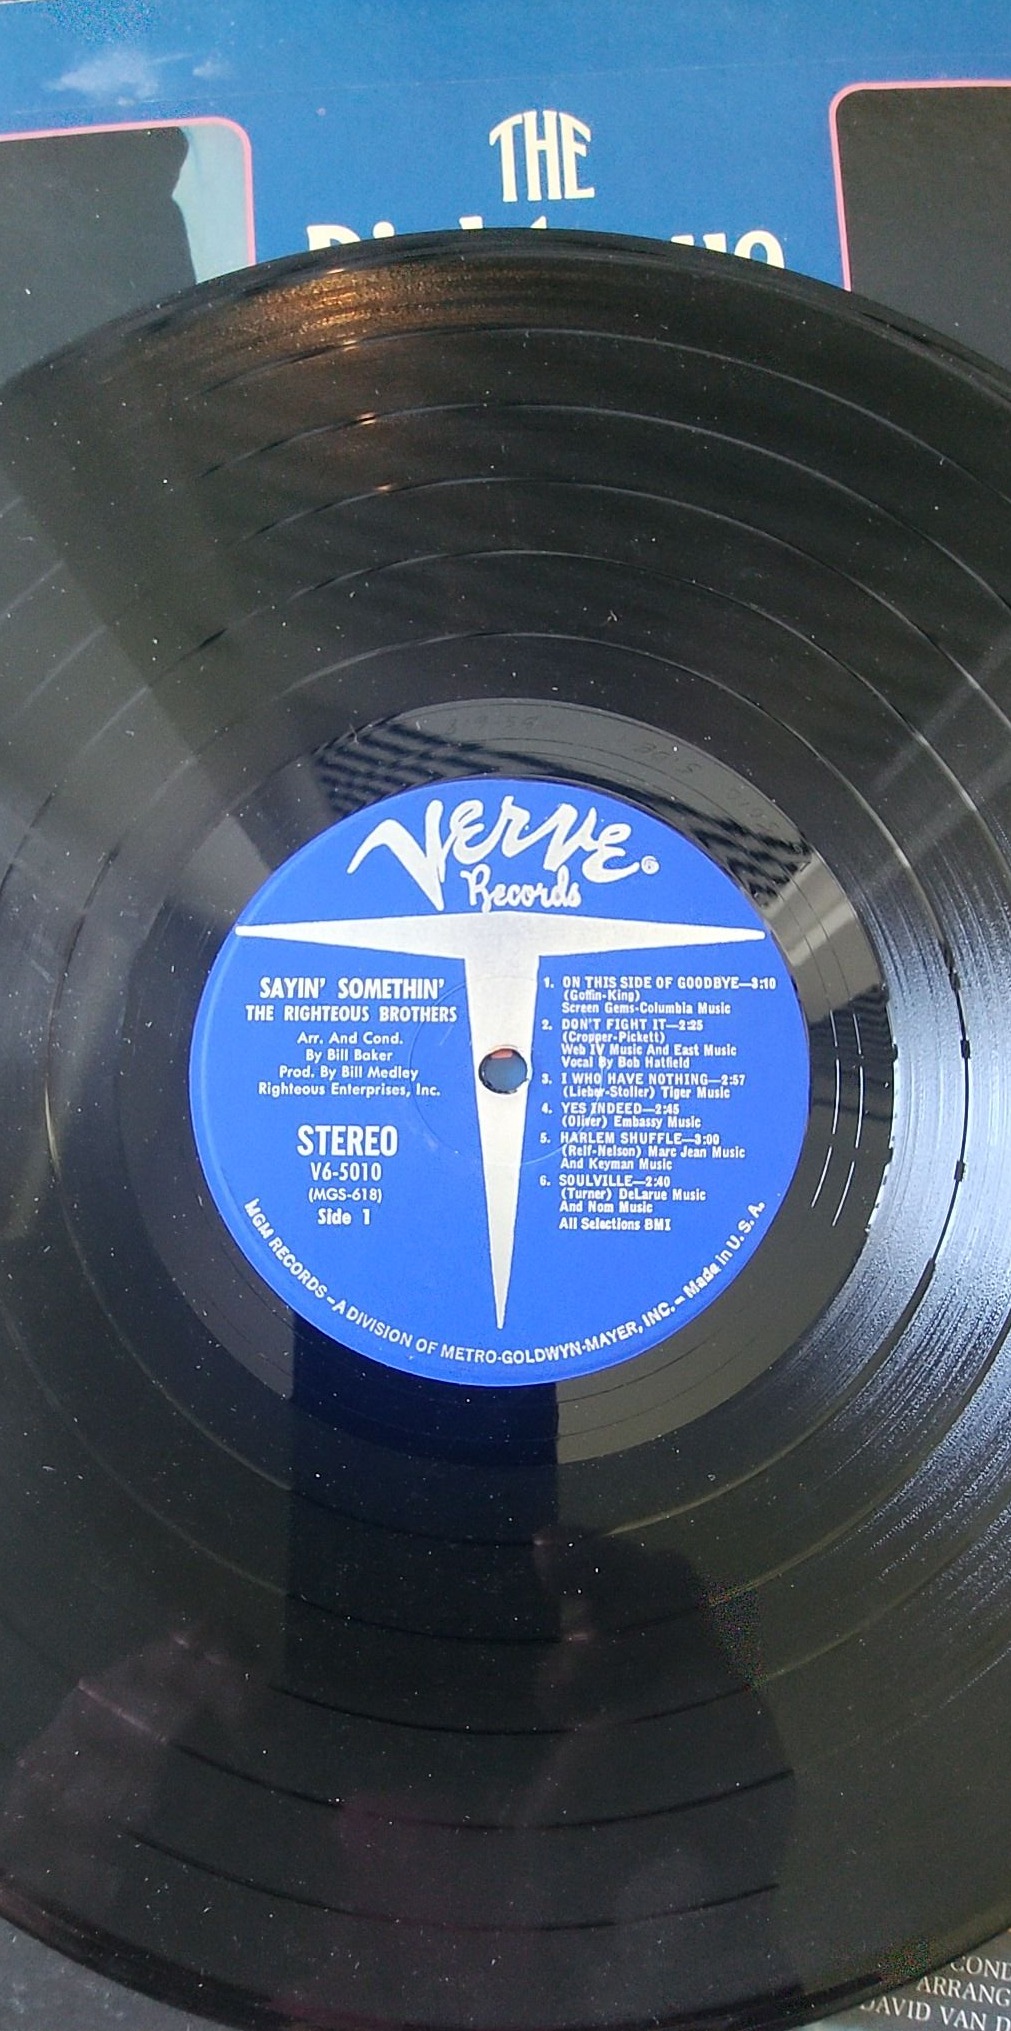 THE
Verve
Records
SAYIN' SOMETHIN'
THE RIGHTEOUS BROTHERS
Arr. And Cond.
By Bill Baker
Prod. By Bill Medley
Righteous Enterprises, Inc.
STEREO
V6-5010
(MGS-618)
Side 1
1. ON THIS SIDE OF GOODBYE—3:10
(Goffin-King)
Screen Gems-Columbia Music
2. DON'T FIGHT IT—2:25
(Cropper-Pickett)
Web IV Music And East Music
Vocal By Bob Hatfield
3. I WHO HAVE NOTHING—2:57
(Lieber-Stoller) Tiger Music
4. YES INDEED—2:45
(Oliver) Embassy Music
5. HARLEM SHUFFLE—3:00
(Relf-Nelson) Marc Jean Music
And Keyman Music
6. SOULVILLE—2:40
(Turner) DeLarue Music
And Nom Music
All Selections BMI
MGM RECORDS – A DIVISION OF METRO-GOLDWYN-MAYER, INC. – Made in U.S.A.
COND
ARRANG
DAVID VAN D